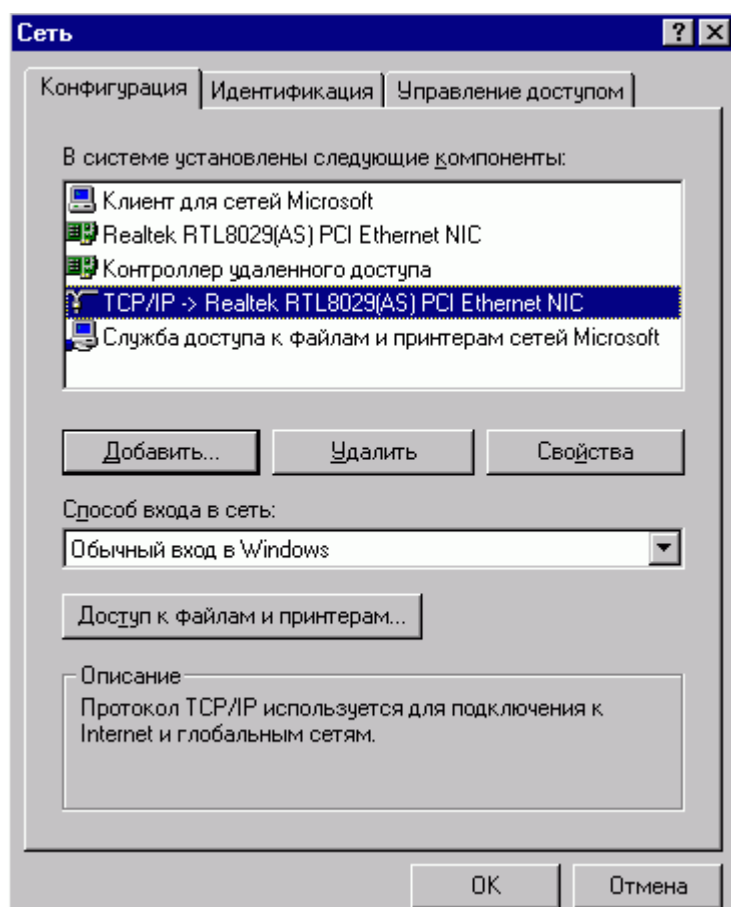 Сеть
Конфигурация
Идентификация
Управление доступом
В системе установлены следующие компоненты:
Клиент для сетей Microsoft
Realtek RTL8029(AS) PCI Ethernet NIC
Контроллер удаленного доступа
TCP/IP -> Realtek RTL8029(AS) PCI Ethernet NIC
Служба доступа к файлам и принтерам сетей Microsoft
Добавить...
Удалить
Свойства
Способ входа в сеть:
Обычный вход в Windows
Доступ к файлам и принтерам...
Описание
Протокол TCP/IP используется для подключения к
Internet и глобальным сетям.
OK
Отмена